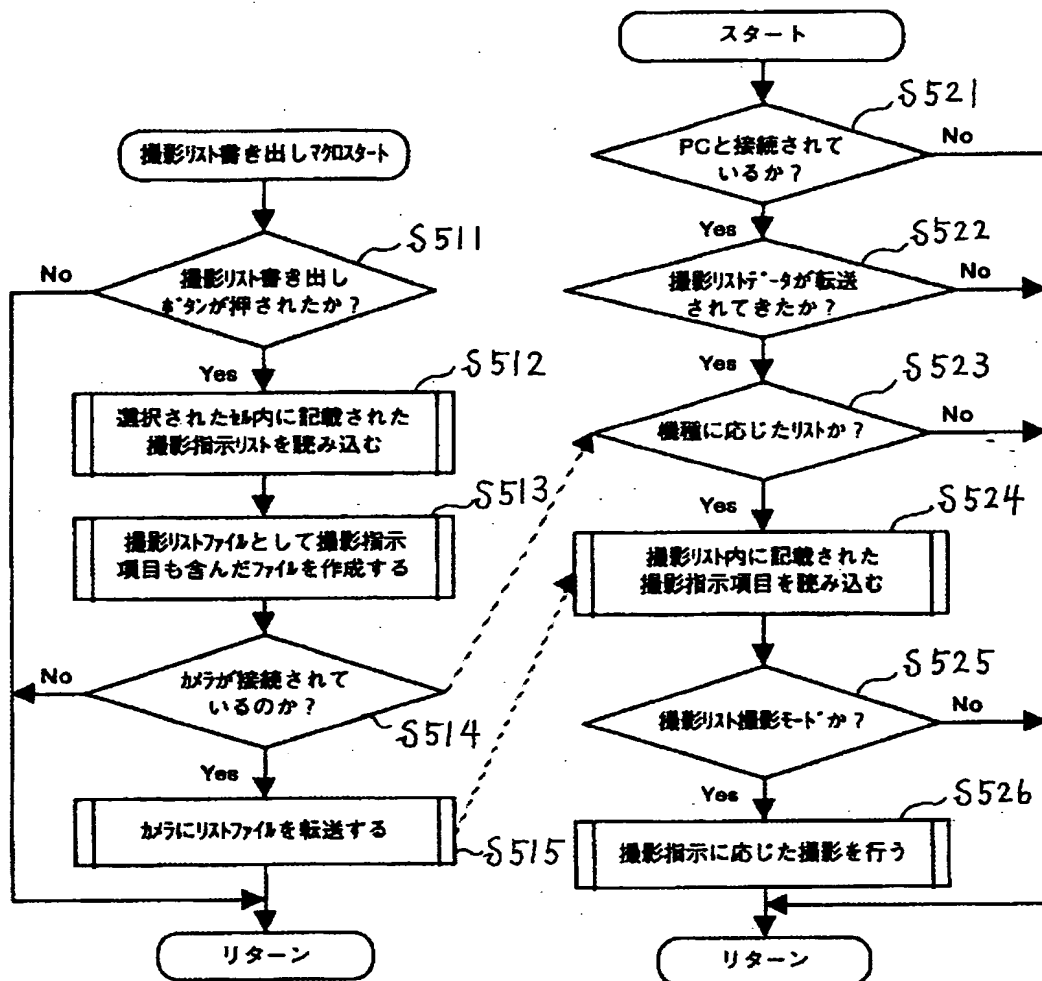 撮影リスト書き出しマクロスタート
S511
No
撮影リスト書き出し
ボタンが押されたか？
Yes
S512
選択されたセル内に記載された
撮影指示リストを読み込む
S513
撮影リストファイルとして撮影指示
項目も含んだファイルを作成する
No
カメラが接続されて
いるのか？
S514
Yes
カメラにリストファイルを転送する
S515
リターン
スタート
S521
PCと接続されて
いるか？
No
Yes
S522
撮影リストデータが転送
されてきたか？
No
Yes
S523
機種に応じたリストか？
No
Yes
S524
撮影リスト内に記載された
撮影指示項目を読み込む
S525
撮影リスト撮影モードか？
No
Yes
S526
撮影指示に応じた撮影を行う
リターン